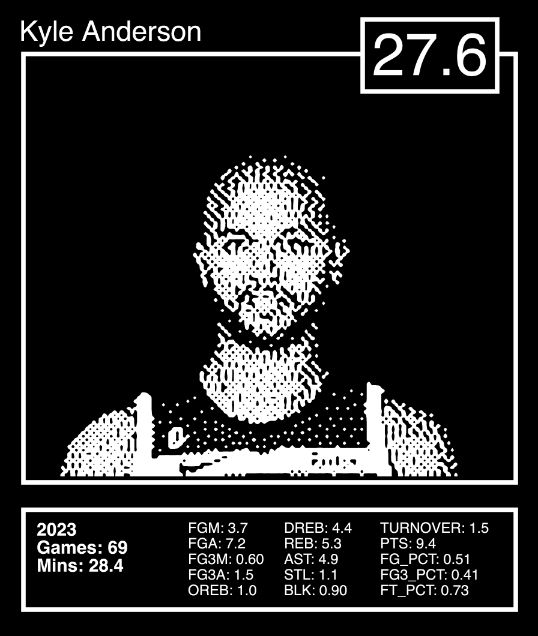 Kyle Anderson
27.6
2023
Games: 69
Mins: 28.4
FGM: 3.7
FGA: 7.2
FG3M: 0.60
FG3A: 1.5
OREB: 1.0
DREB: 4.4
REB: 5.3
AST: 4.9
STL: 1.1
BLK: 0.90
TURNOVER: 1.5
PTS: 9.4
FG_PCT: 0.51
FG3_PCT: 0.41
FT_PCT: 0.73